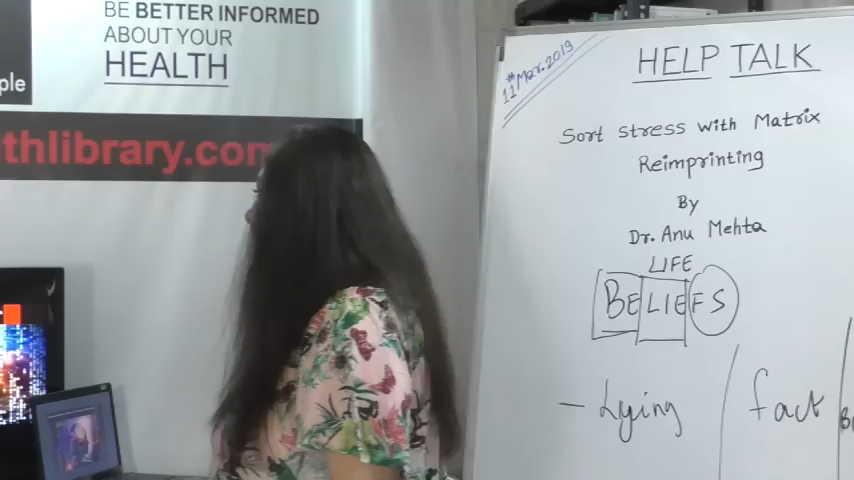 BE BETTER INFORMED
ABOUT YOUR
HEALTH
ple
thlibrary.com
#
11 Mar. 2019
HELP TALK
Sort Stress with Matrix
Reimprinting
By
Dr. Anu Mehta
LIFE
BELIEFS
- Lying / fact